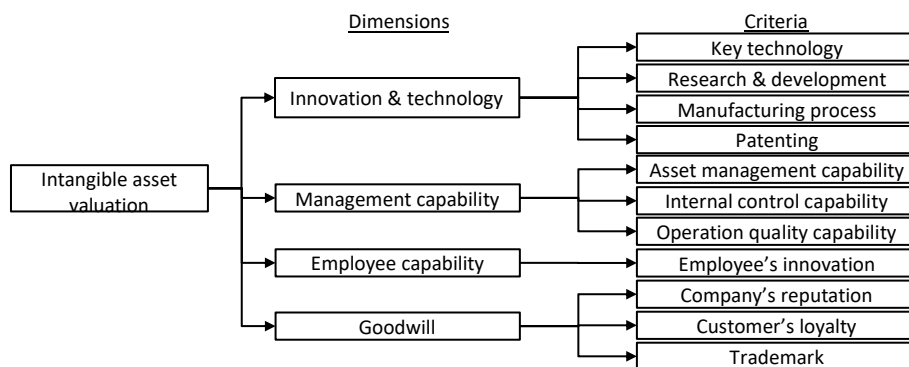 Dimensions
Criteria
Key technology
Innovation & technology
Research & development
Manufacturing process
Patenting
Intangible asset
valuation
Management capability
Asset management capability
Internal control capability
Operation quality capability
Employee capability
Employee's innovation
Goodwill
Company's reputation
Customer's loyalty
Trademark